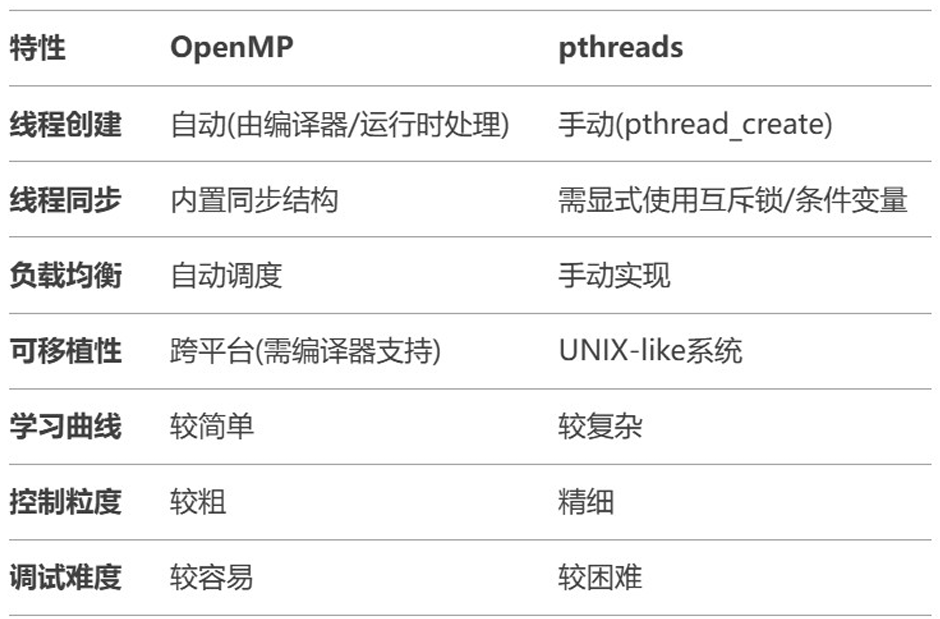 特性 OpenMP pthreads
线程创建 自动(由编译器/运行时处理) 手动(pthread_create)
线程同步 内置同步结构 需显式使用互斥锁/条件变量
负载均衡 自动调度 手动实现
可移植性 跨平台(需编译器支持) UNIX-like系统
学习曲线 较简单 较复杂
控制粒度 较粗 精细
调试难度 较容易 较困难